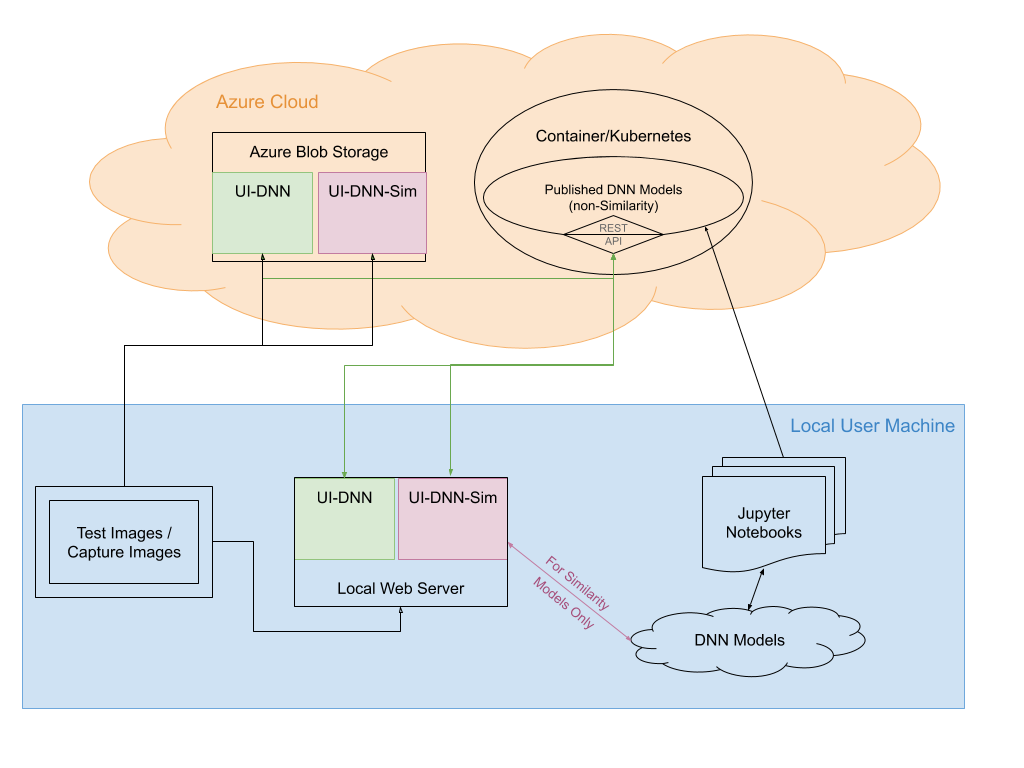 Azure Cloud
Azure Blob Storage
UI-DNN
UI-DNN-Sim
Container/Kubernetes
Published DNN Models
(non-Similarity)
REST
API
Local User Machine
Test Images /
Capture Images
UI-DNN
UI-DNN-Sim
Local Web Server
For Similarity
Models Only
Jupyter
Notebooks
DNN Models